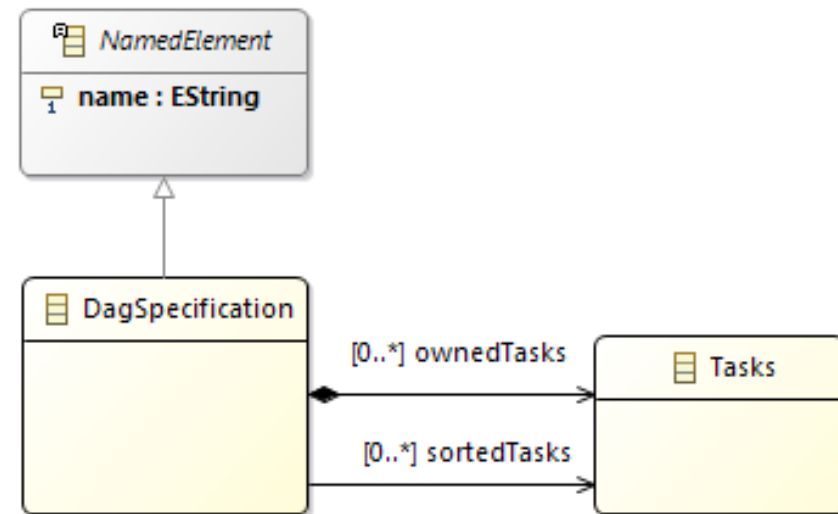 NamedElement
name : EString
DagSpecification
[0..*] ownedTasks
Tasks
[0..*] sortedTasks